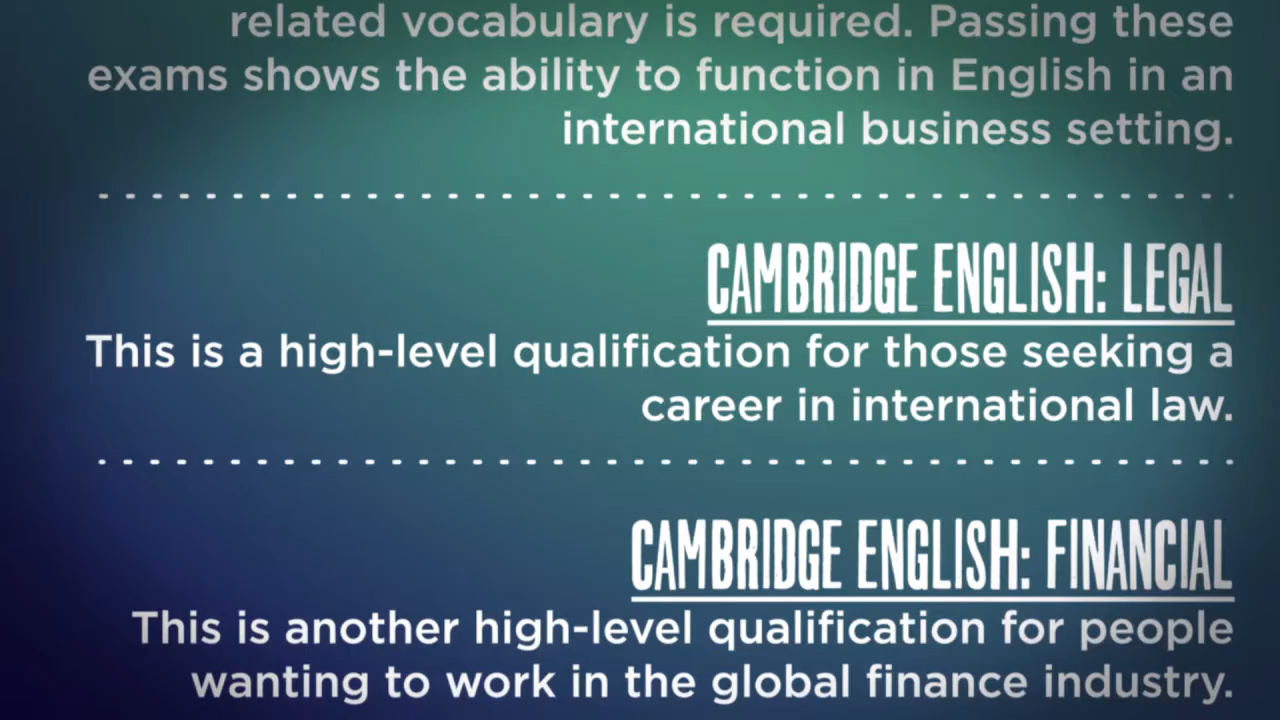 related vocabulary is required. Passing these
exams shows the ability to function in English in an
international business setting.
CAMBRIDGE ENGLISH: LEGAL
This is a high-level qualification for those seeking a
career in international law.
CAMBRIDGE ENGLISH: FINANCIAL
This is another high-level qualification for people
wanting to work in the global finance industry.